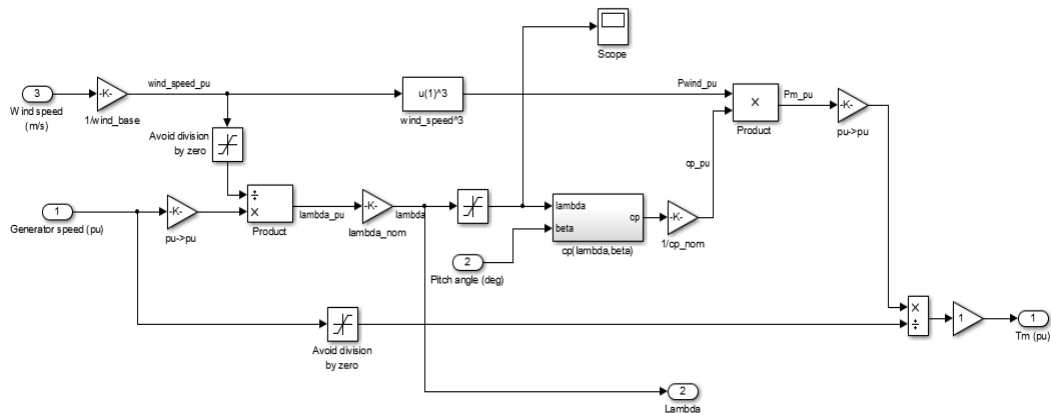 Scope
wind_speed_pu
Pwind_pu
3
-K-
u(1)^3
Wind speed
(m/s)
1/wind_base
wind_speed^3
×
Pm_pu
-K-
Product
pu->pu
Avoid division
by zero
cp_pu
1
Generator speed (pu)
-K-
pu->pu
÷
×
Product
lambda_pu
-K-
lambda_nom
lambda
lambda
beta
cp
cp(lambda,beta)
-K-
1/cp_nom
2
Pitch angle (deg)
Avoid division
by zero
×
÷
1
1
Tm (pu)
2
Lambda